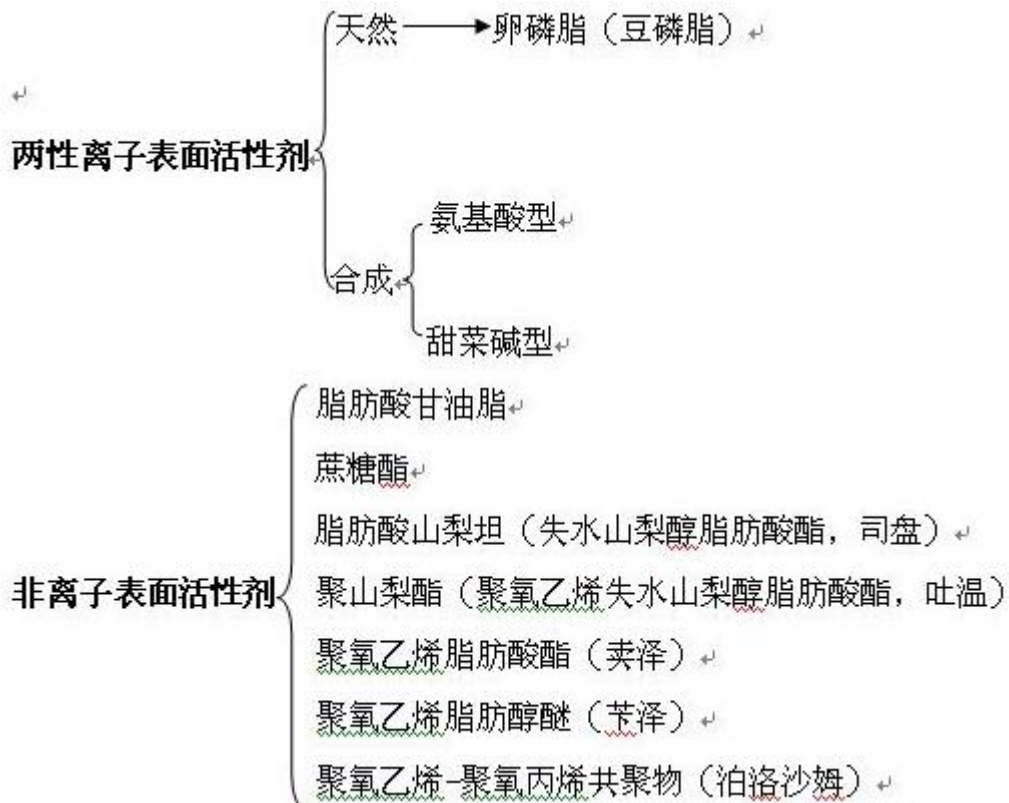 天然 → 卵磷脂（豆磷脂）
两性离子表面活性剂
氨基酸型
合成
甜菜碱型
脂肪酸甘油脂
蔗糖酯
脂肪酸山梨坦（失水山梨醇脂肪酸酯，司盘）
非离子表面活性剂
聚山梨酯（聚氧乙烯失水山梨醇脂肪酸酯，吐温）
聚氧乙烯脂肪酸酯（卖泽）
聚氧乙烯脂肪醇醚（苄泽）
聚氧乙烯-聚氧丙烯共聚物（泊洛沙姆）